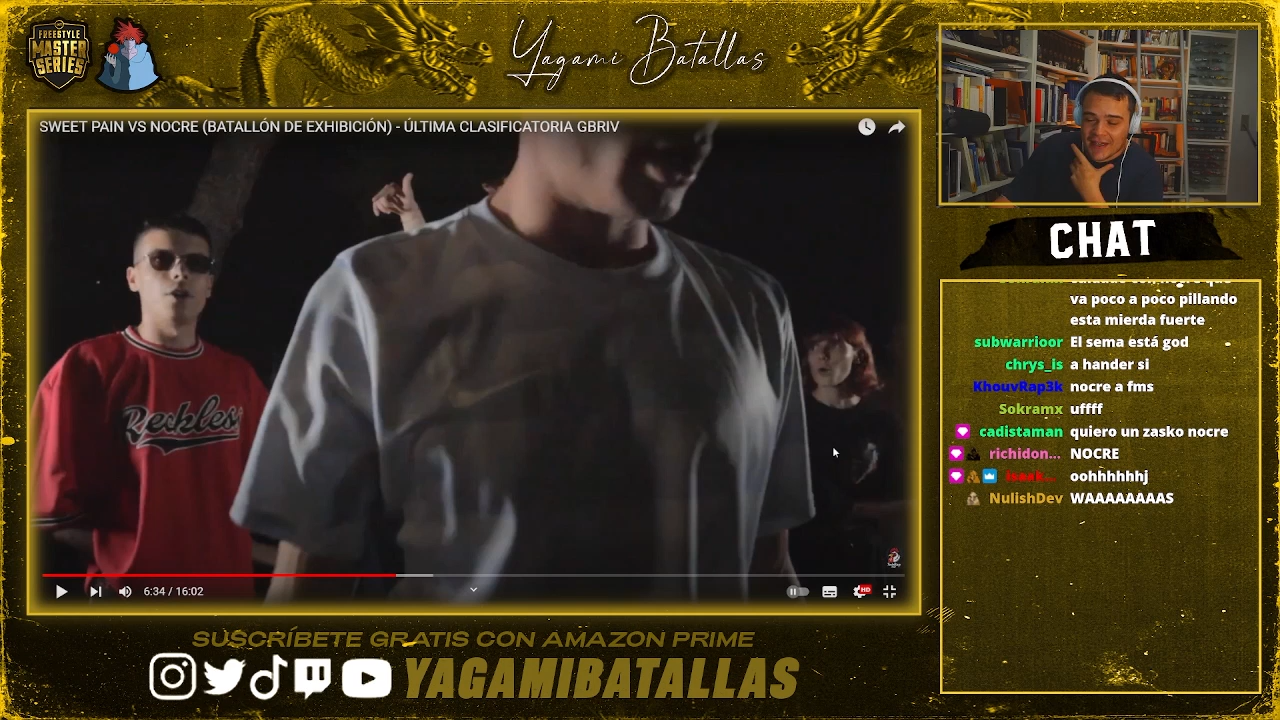 FREESTYLE
MASTER
SERIES
Yagami Batallas
SWEET PAIN VS NOCRE (BATALLÓN DE EXHIBICIÓN) - ÚLTIMA CLASIFICATORIA GBRIV
Reckless
6:34 / 16:02
HD
CHAT
va poco a poco pillando
esta mierda fuerte
subwarrioor El sema está god
chrys_is a hander si
KhouvRap3k nocre a fms
Sokramx uffff
cadistaman quiero un zasko nocre
richidon... NOCRE
oohhhhhhj
NulishDev WAAAAAAAAS
SUSCRÍBETE GRATIS CON AMAZON PRIME
YAGAMIBATALLAS